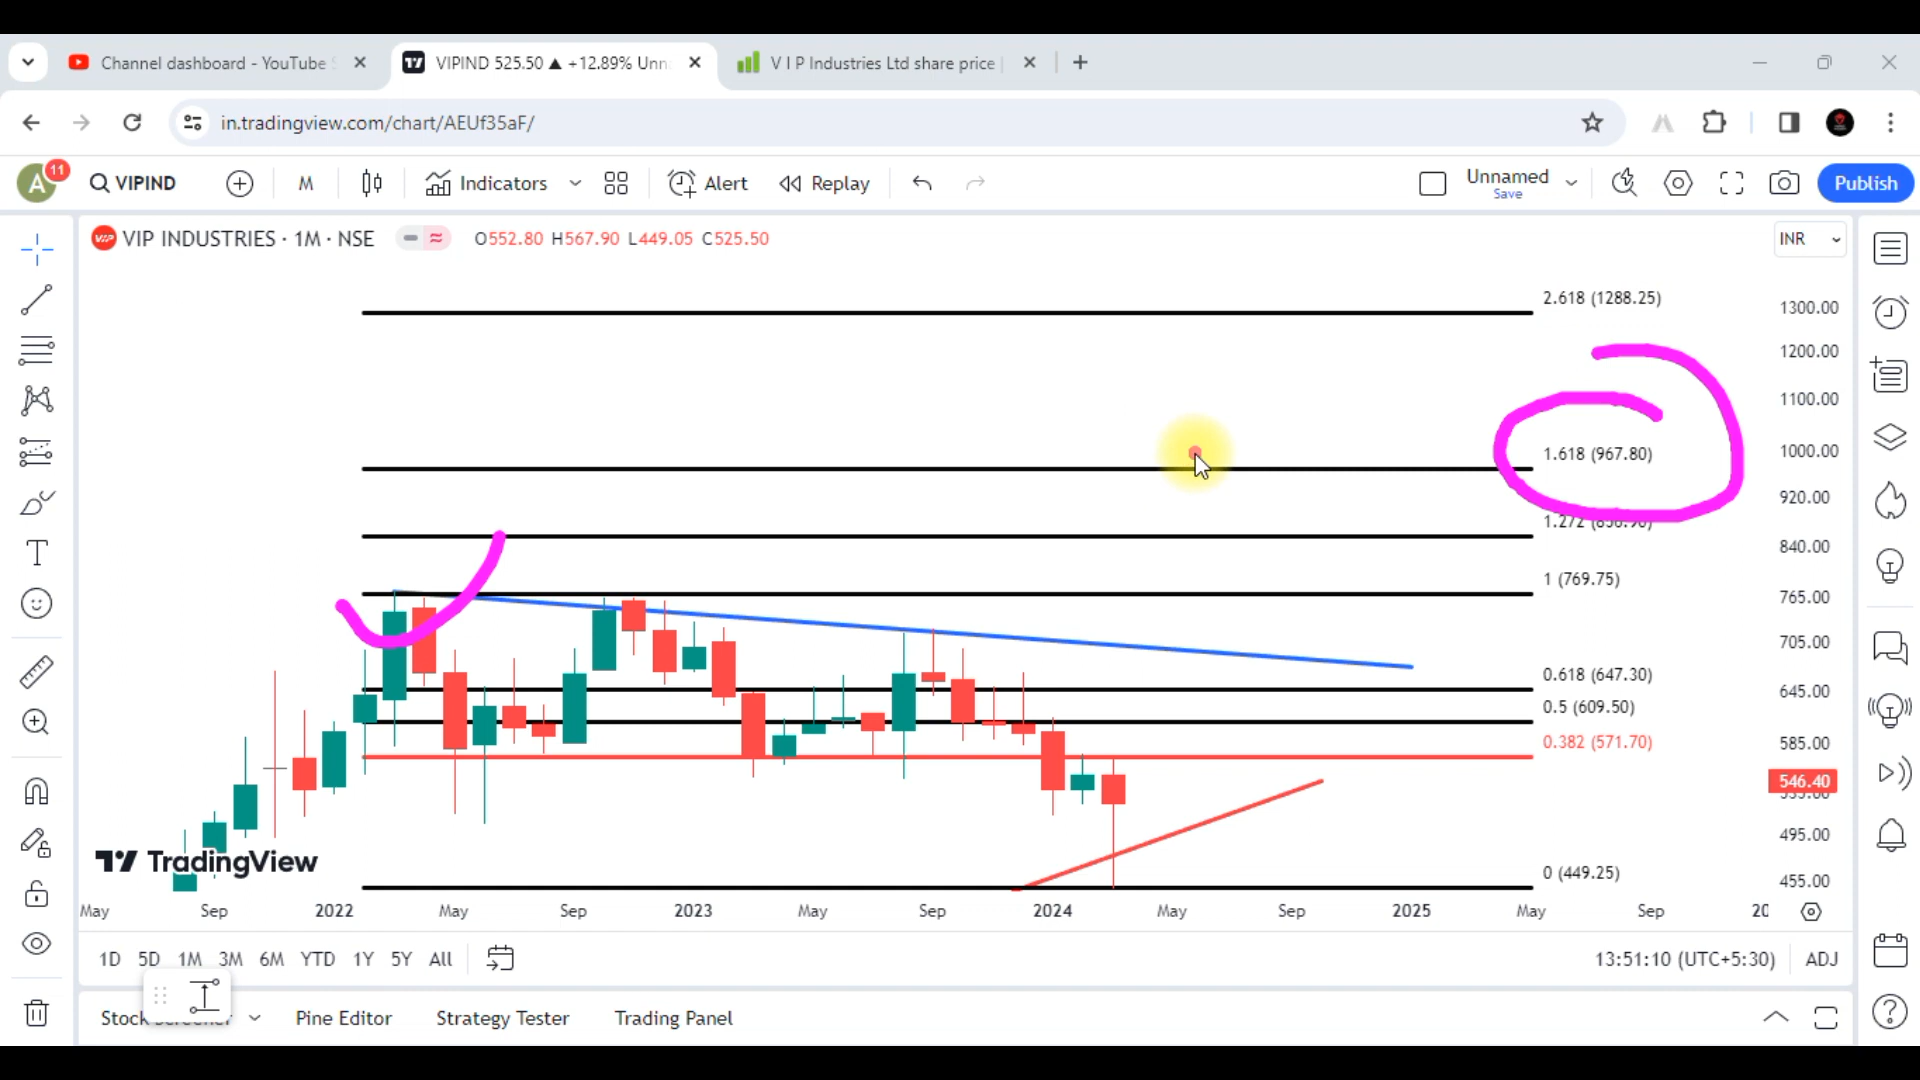 Channel dashboard - YouTube S
VIPIND 525.50 ▲ +12.89% Unn
V I P Industries Ltd share price |
in.tradingview.com/chart/AEUf35aF/
A
11
VIPIND
M
Indicators
Alert
Replay
Unnamed
Save
Publish
VIP INDUSTRIES · 1M · NSE
O552.80 H567.90 L449.05 C525.50
INR
2.618 (1288.25)
1300.00
1200.00
1100.00
1.618 (967.80)
1000.00
920.00
840.00
1 (769.75)
765.00
705.00
0.618 (647.30)
645.00
0.5 (609.50)
0.382 (571.70)
585.00
546.40
495.00
TradingView
0 (449.25)
455.00
May
Sep
2022
May
Sep
2023
May
Sep
2024
May
Sep
2025
May
Sep
1D 5D 1M 3M 6M YTD 1Y 5Y All
13:51:10 (UTC+5:30)
ADJ
Pine Editor
Strategy Tester
Trading Panel